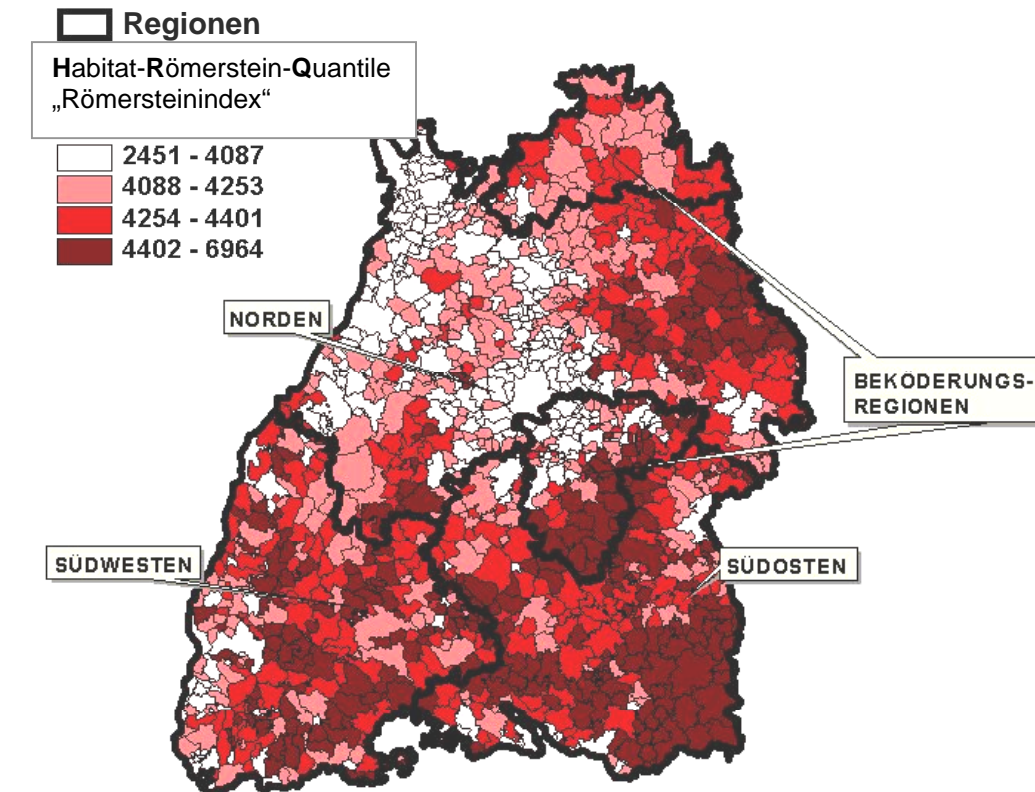 Regionen
Habitat-Römerstein-Quantile
„Römersteinindex“
2451 - 4087
4088 - 4253
4254 - 4401
4402 - 6964
NORDEN
BEKÖDERUNGS-
REGIONEN
SÜDWESTEN
SÜDOSTEN